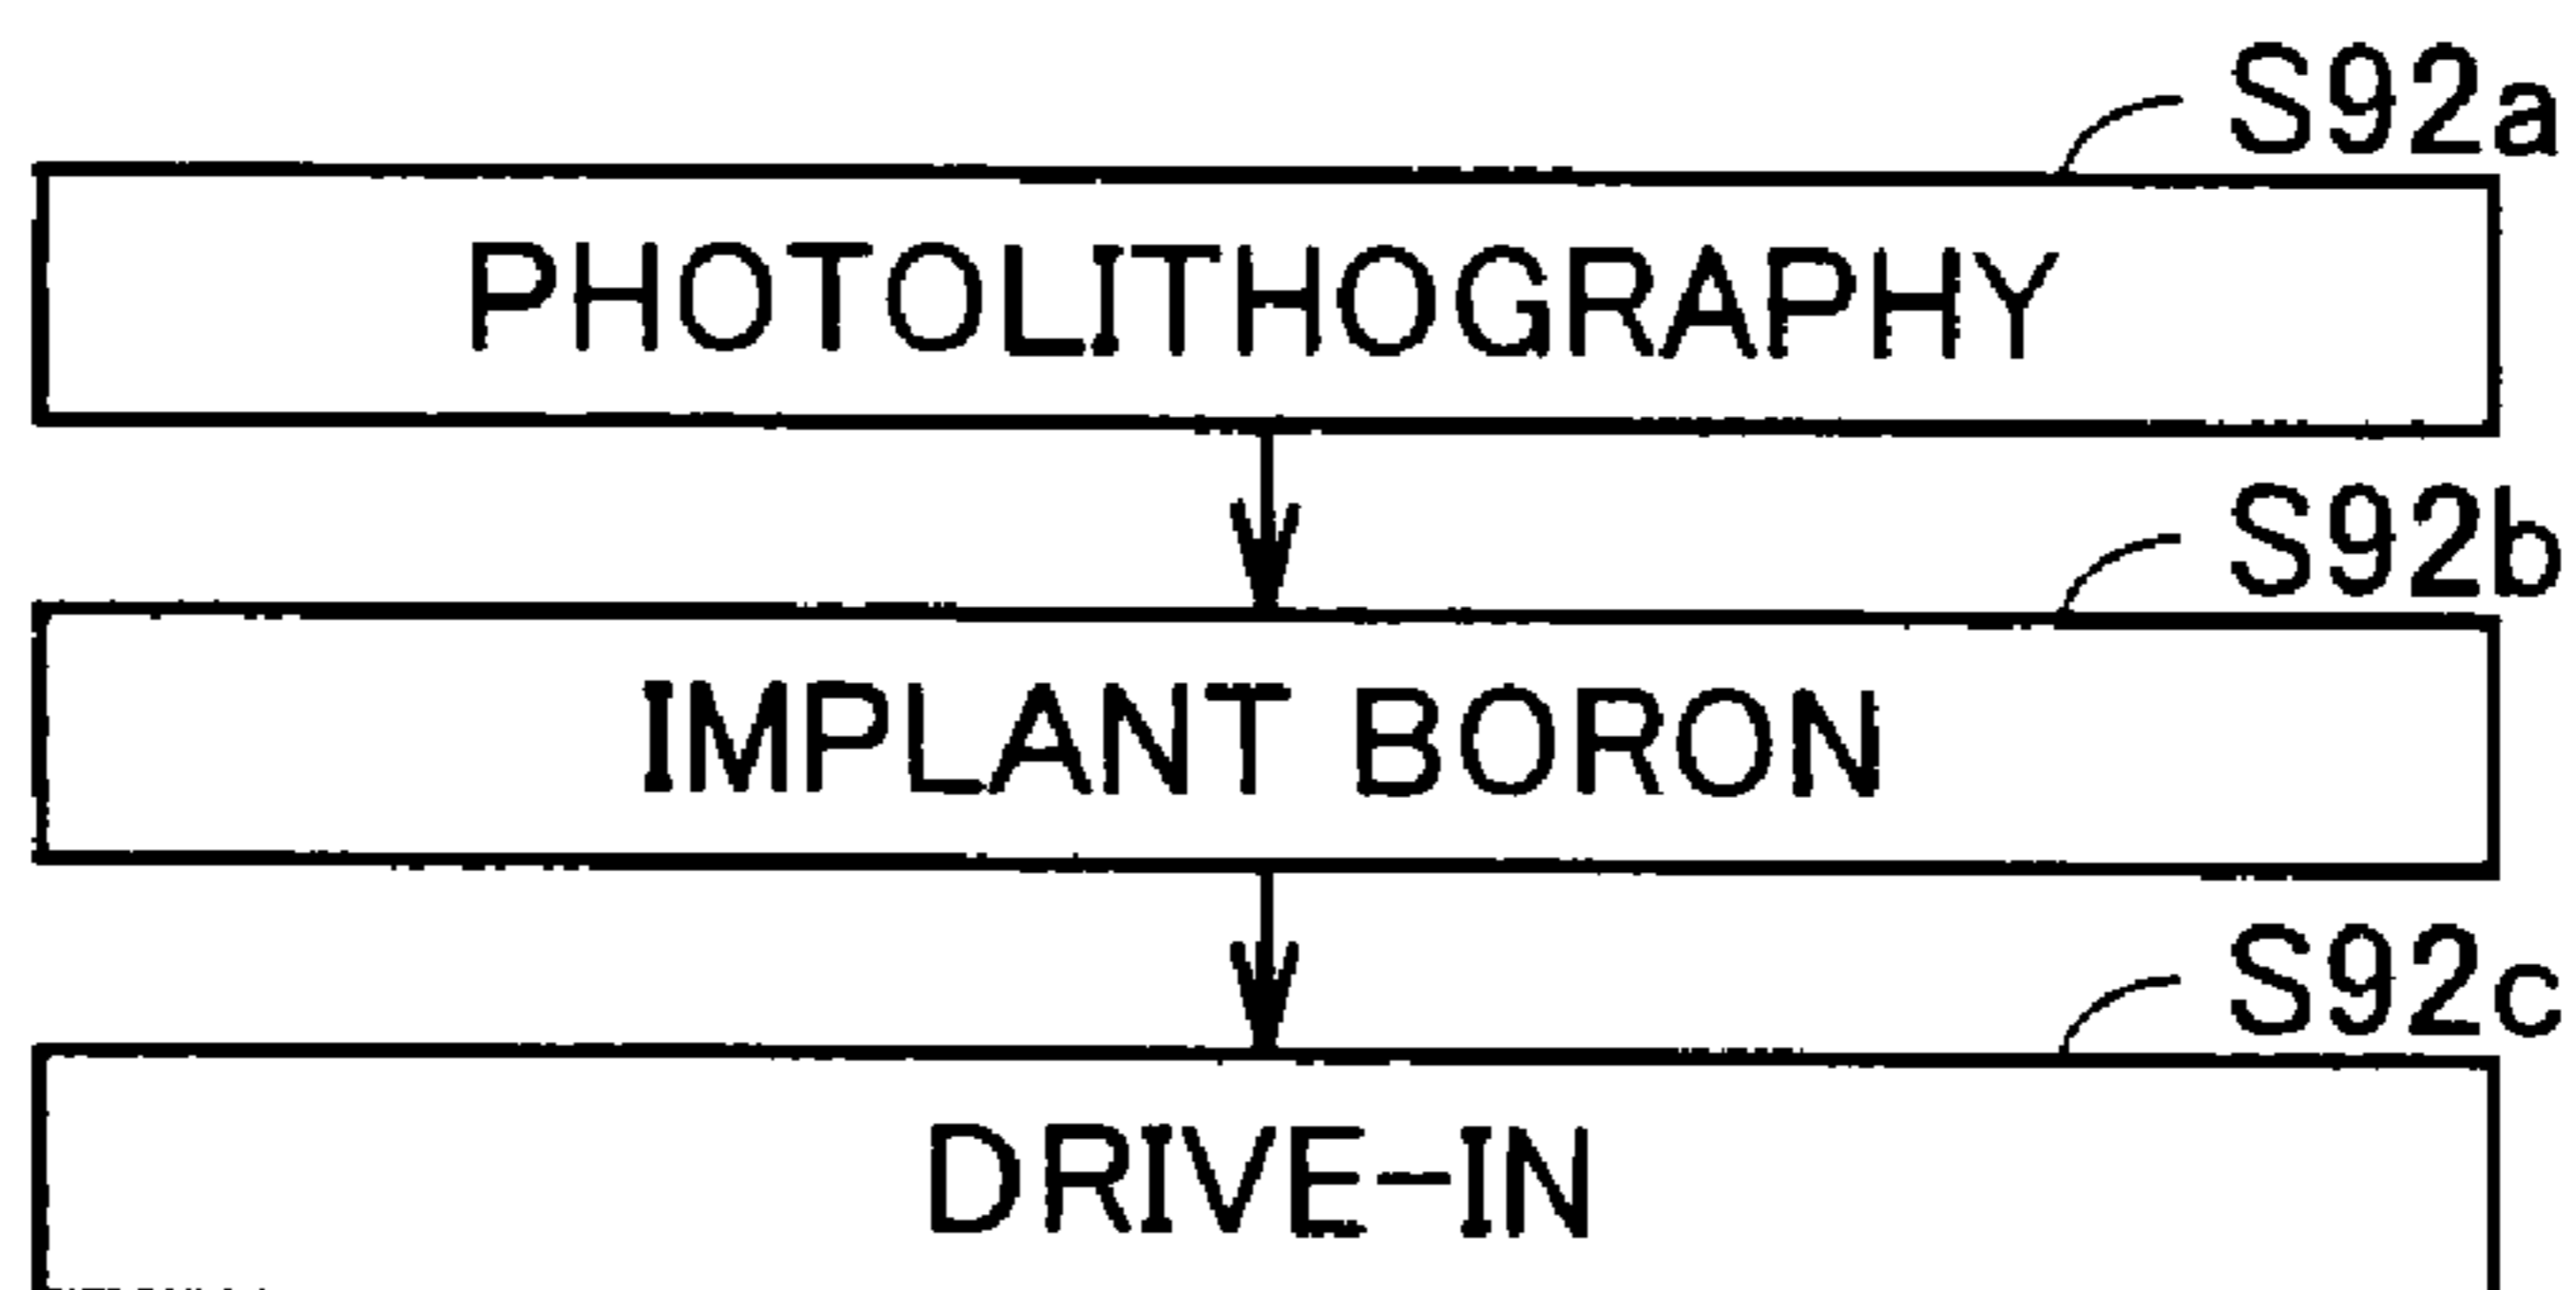 S92a
PHOTOLITHOGRAPHY
S92b
IMPLANT BORON
S92c
DRIVE-IN